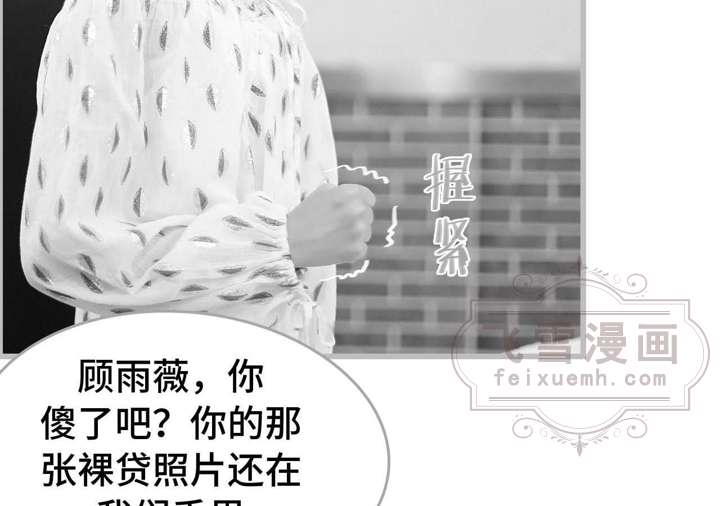 握
紧
飞雪漫画
feixuemh.com
顾雨薇，你
傻了吧？你的那
张裸贷照片还在